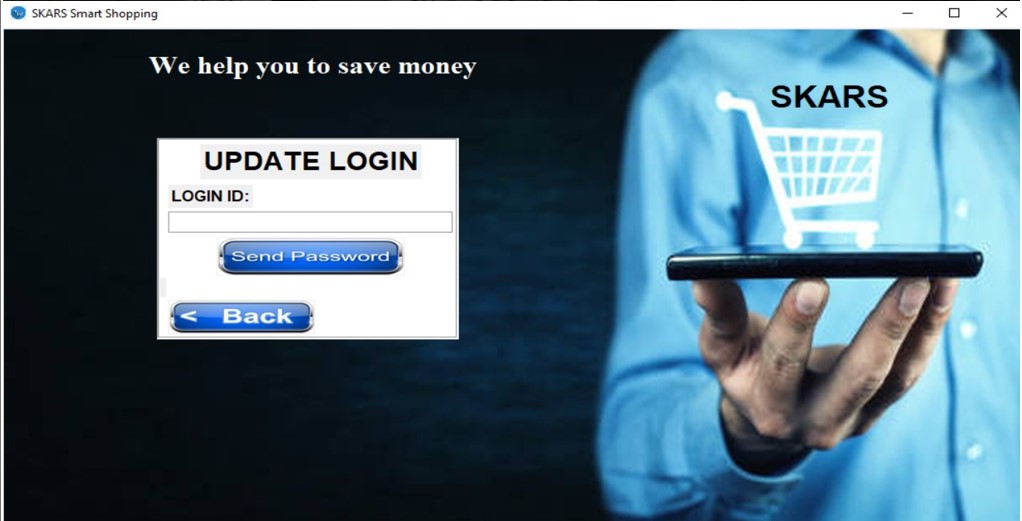 SKARS Smart Shopping
We help you to save money
SKARS
UPDATE LOGIN
LOGIN ID:
Send Password
< Back